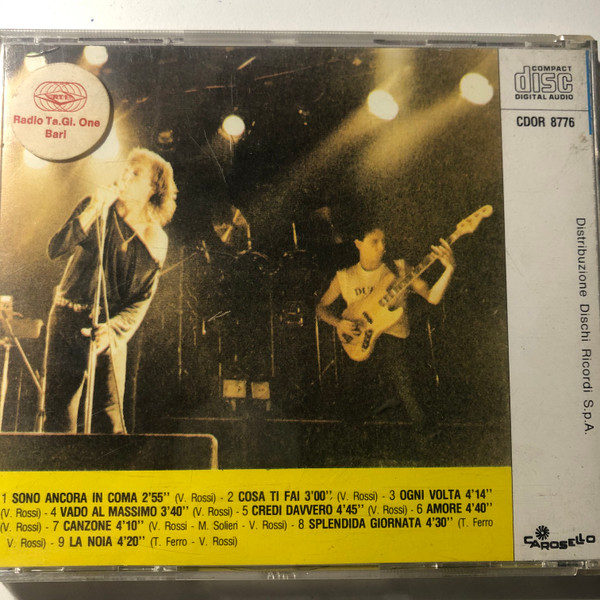 RTI
Radio Ta.Gi. One
Bari
COMPACT
disc
DIGITAL AUDIO
CDOR 8776
Distribuzione Dischi Ricordi S.p.A.
1 SONO ANCORA IN COMA 2'55'' (V. Rossi) - 2 COSA TI FAI 3'00'' (V. Rossi) - 3 OGNI VOLTA 4'14''
(V. Rossi) - 4 VADO AL MASSIMO 3'40'' (V. Rossi) - 5 CREDI DAVVERO 4'45'' (V. Rossi) - 6 AMORE 4'40''
(V. Rossi) - 7 CANZONE 4'10'' (V. Rossi - M. Solieri - V. Rossi) - 8 SPLENDIDA GIORNATA 4'30'' (T. Ferro
V. Rossi) - 9 LA NOIA 4'20'' (T. Ferro - V. Rossi)
CAROSELLO